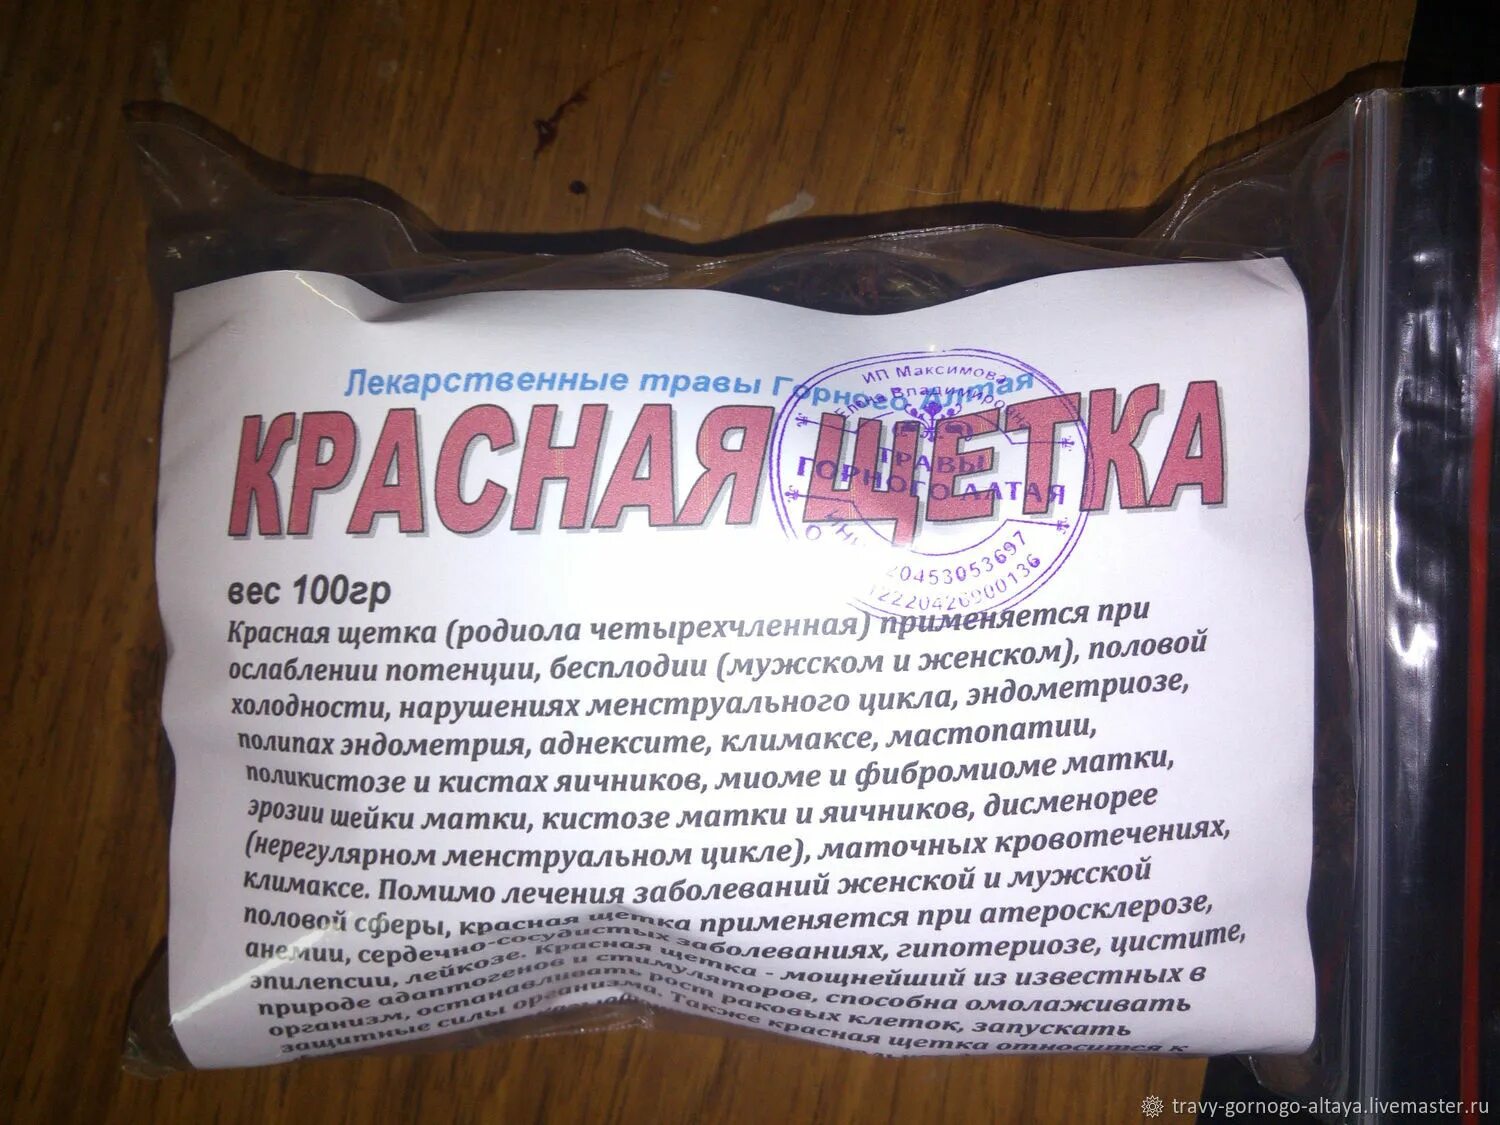 Лекарственные травы Горного Алтая
КРАСНАЯ ЩЕТКА
ИП Максимова
Елена Владимировна
ТРАВЫ
ГОРНОГО АЛТАЯ
20453053697
12220426900136
вес 100гр
Красная щетка (родиола четырехчленная) применяется при
ослаблении потенции, бесплодии (мужском и женском), половой
холодности, нарушениях менструального цикла, эндометриозе,
полипах эндометрия, аднексите, климаксе, мастопатии,
поликистозе и кистах яичников, миоме и фибромиоме матки,
эрозии шейки матки, кистозе матки и яичников, дисменорее
(нерегулярном менструальном цикле), маточных кровотечениях,
климаксе. Помимо лечения заболеваний женской и мужской
половой сферы, красная щетка применяется при атеросклерозе,
анемии, сердечно-сосудистых заболеваниях, гипотериозе, цистите,
эпилепсии, лейкозе. Красная щетка - мощнейший из известных в
природе адаптогенов и стимуляторов, способна омолаживать
организм, останавливать рост раковых клеток, запускать
защитные силы организма. Также красная щетка относится к
travy-gornogo-altaya.livemaster.ru